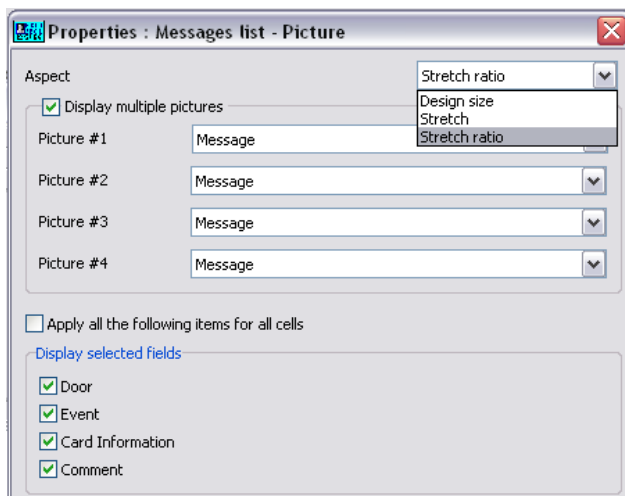 Properties : Messages list - Picture
Aspect
Stretch ratio
Design size
Stretch
Stretch ratio
Display multiple pictures
Picture #1
Message
Picture #2
Message
Picture #3
Message
Picture #4
Message
Apply all the following items for all cells
Display selected fields
Door
Event
Card Information
Comment